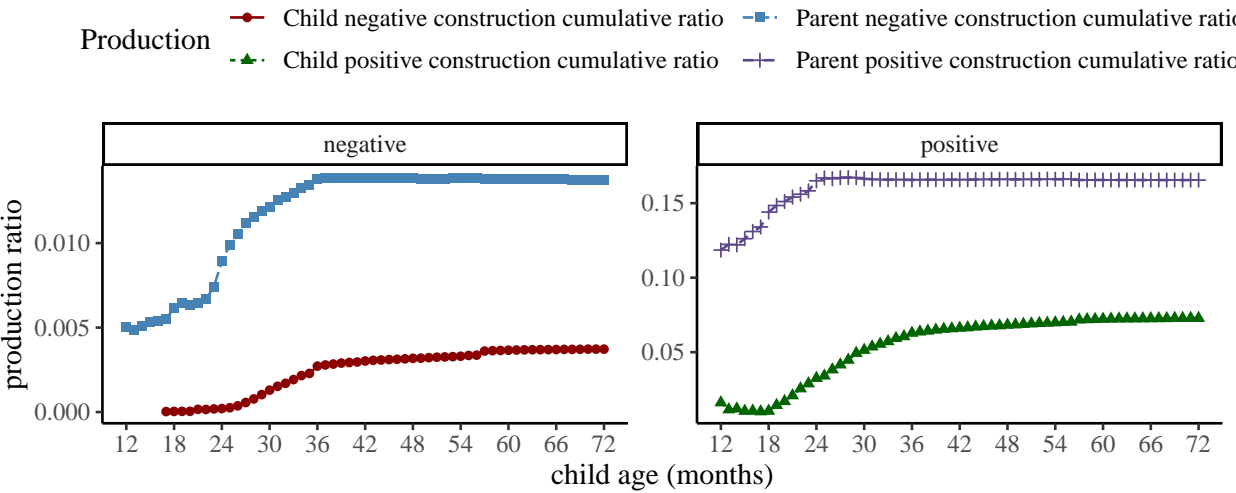 Production
Child negative construction cumulative ratio
Parent negative construction cumulative ratio
Child positive construction cumulative ratio
Parent positive construction cumulative ratio
negative
positive
production ratio
0.010
0.005
0.000
0.15
0.10
0.05
12 18 24 30 36 42 48 54 60 66 72
12 18 24 30 36 42 48 54 60 66 72
child age (months)